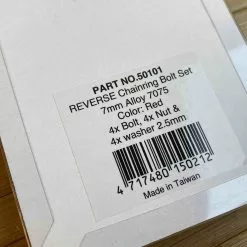 PART NO.50101
REVERSE Chainring Bolt Set
7mm Alloy 7075
Color: Red
4x Bolt, 4x Nut &
4x washer 2.5mm
4 717480 150212
Made in Taiwan